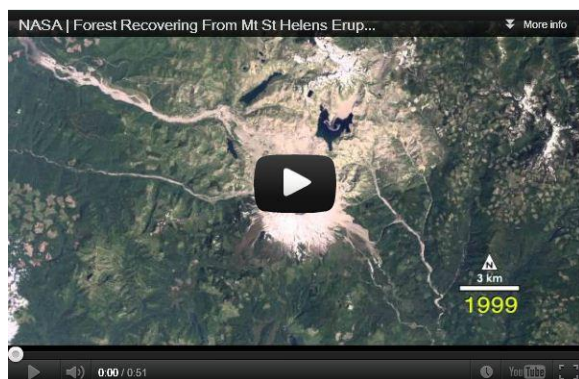 NASA | Forest Recovering From Mt St Helens Erup... More info
N
3 km
1999
0:00 / 0:51 YouTube